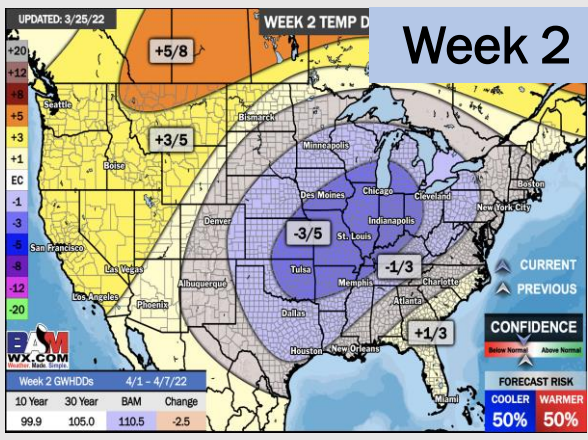 UPDATED: 3/25/22
WEEK 2 TEMP D
Week 2
+20
+12
+8
+5
+3
+1
EC
-1
-3
-5
-8
-12
-20
+5/8
+3/5
-3/5
-1/3
+1/3
Seattle
Bismarck
Minneapolis
Boise
Boston
Des Moines
Chicago
Cleveland
New York City
Denver
Indianapolis
San Francisco
St. Louis
Las Vegas
Tulsa
Albuquerque
Memphis
Charlotte
Los Angeles
Phoenix
Atlanta
Dallas
Houston
New Orleans
Miami
CURRENT
PREVIOUS
CONFIDENCE
Below Normal Above Normal
FORECAST RISK
COOLER WARMER
50% 50%
BAM
WX.COM
Weather. Made. Simple.
Week 2 GWHDDs 4/1 – 4/7/22
10 Year 30 Year BAM Change
99.9 105.0 110.5 -2.5